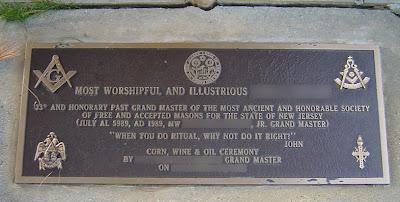 G
MOST WORSHIPFUL AND ILLUSTRIOUS
33° AND HONORARY PAST GRAND MASTER OF THE MOST ANCIENT AND HONORABLE SOCIETY
OF FREE AND ACCEPTED MASONS FOR THE STATE OF NEW JERSEY
(JULY AL 5989, AD 1989, MW JR. GRAND MASTER)
"WHEN YOU DO RITUAL, WHY NOT DO IT RIGHT!"
JOHN
CORN, WINE & OIL CEREMONY
BY GRAND MASTER
ON